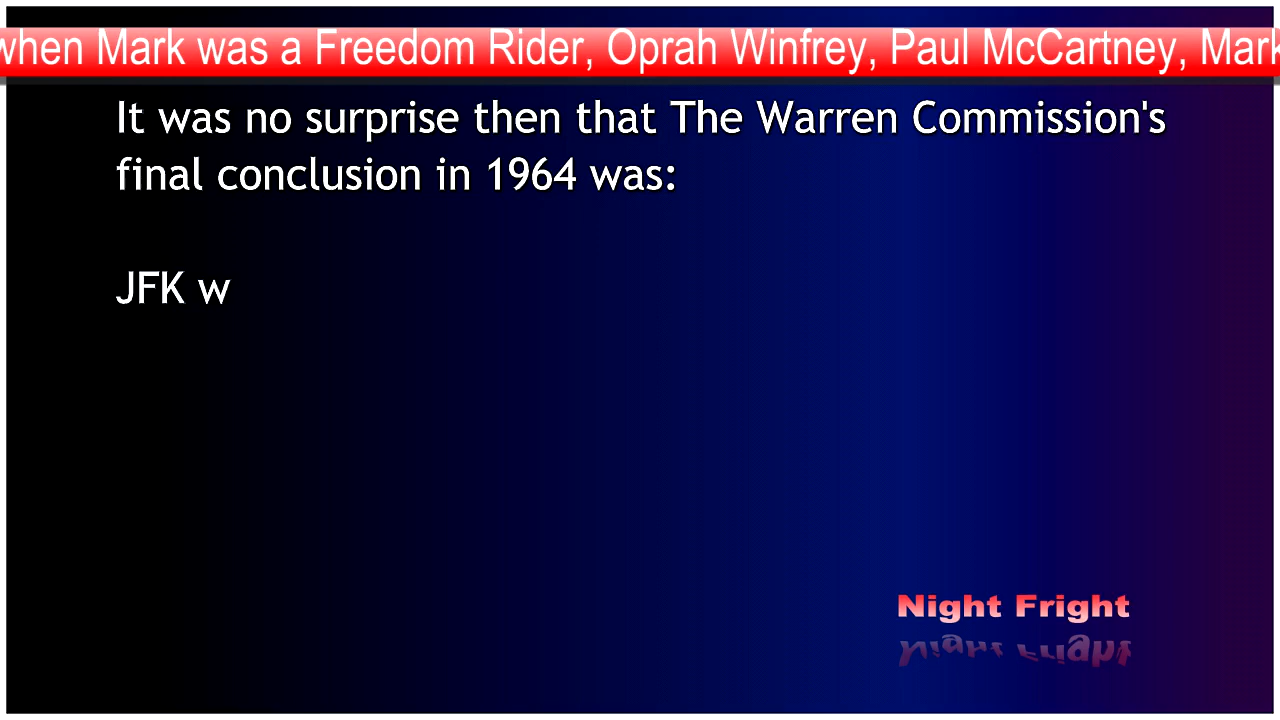 when Mark was a Freedom Rider, Oprah Winfrey, Paul McCartney, Mark
It was no surprise then that The Warren Commission's
final conclusion in 1964 was:
JFK w
Night Fright